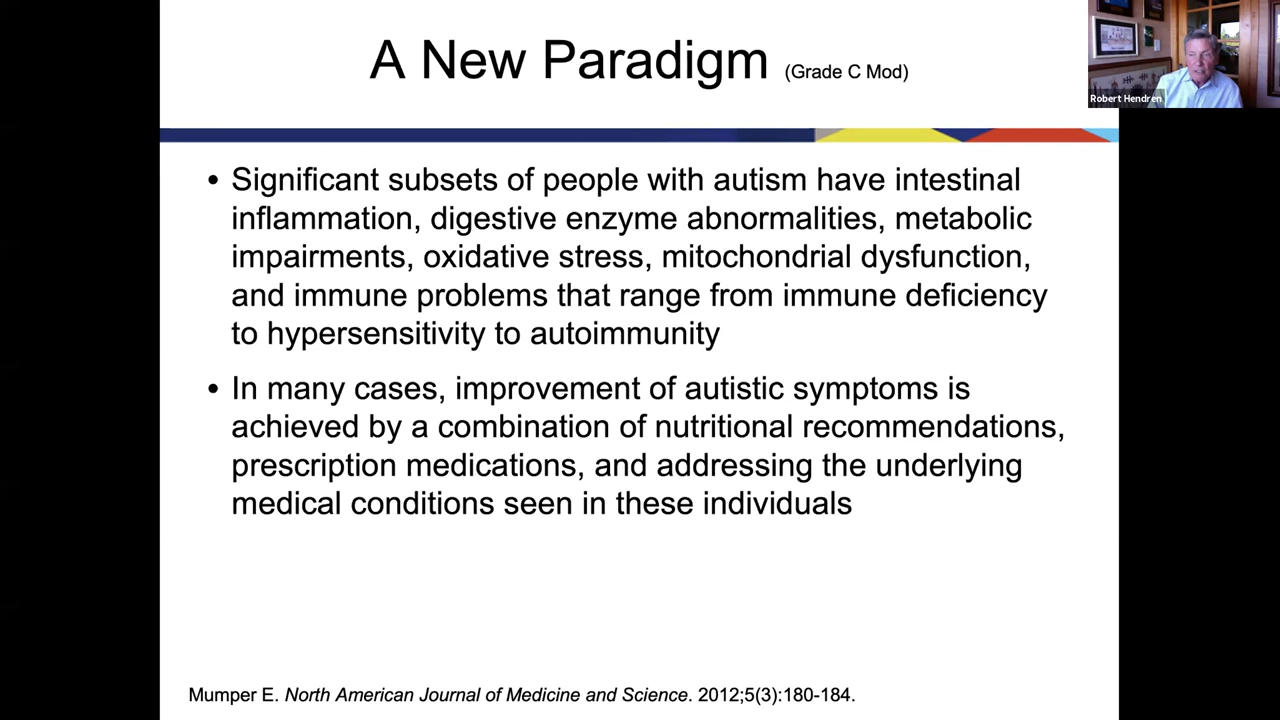 A New Paradigm (Grade C Mod)
Robert Hendren
• Significant subsets of people with autism have intestinal
inflammation, digestive enzyme abnormalities, metabolic
impairments, oxidative stress, mitochondrial dysfunction,
and immune problems that range from immune deficiency
to hypersensitivity to autoimmunity
• In many cases, improvement of autistic symptoms is
achieved by a combination of nutritional recommendations,
prescription medications, and addressing the underlying
medical conditions seen in these individuals
Mumper E. North American Journal of Medicine and Science. 2012;5(3):180-184.